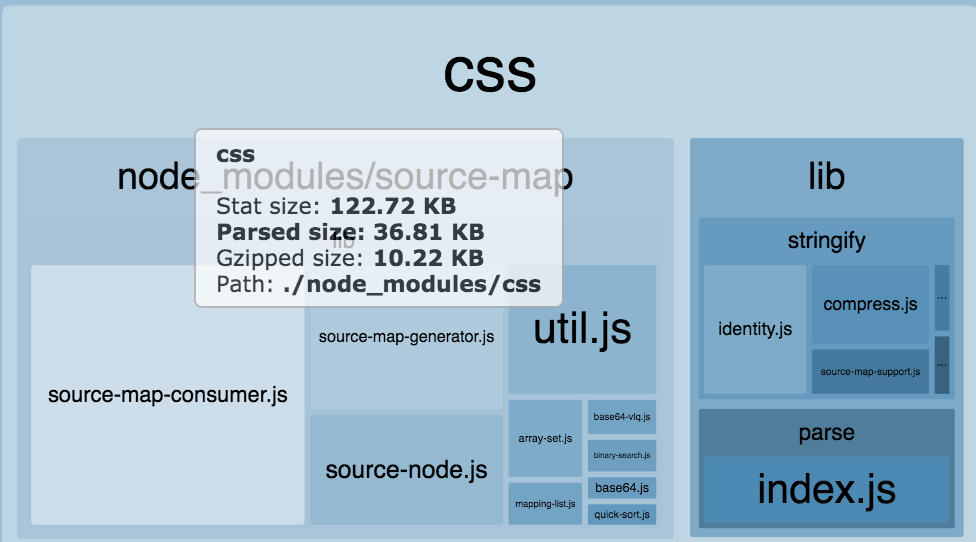 css
node_modules/source-map
lib
css
Stat size: 122.72 KB
Parsed size: 36.81 KB
Gzipped size: 10.22 KB
Path: ./node_modules/css
lib
source-map-consumer.js
source-map-generator.js
source-node.js
util.js
array-set.js
mapping-list.js
base64-vlq.js
binary-search.js
base64.js
quick-sort.js
stringify
identity.js
compress.js
source-map-support.js
...
...
parse
index.js